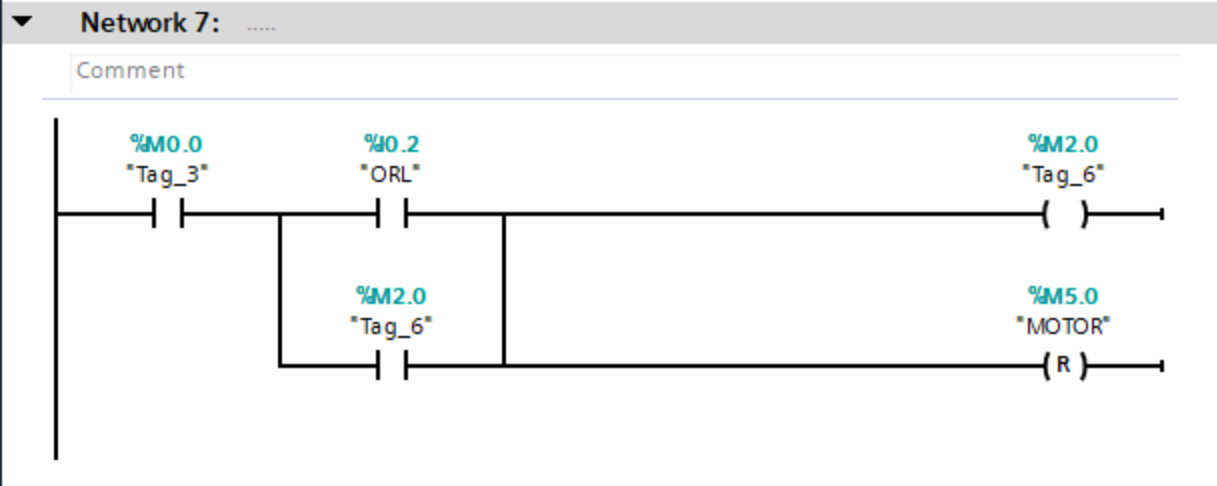 Network 7: .....
Comment
%M0.0 %I0.2 %M2.0
"Tag_3" "ORL" "Tag_6"
%M2.0 %M5.0
"Tag_6" "MOTOR"
R